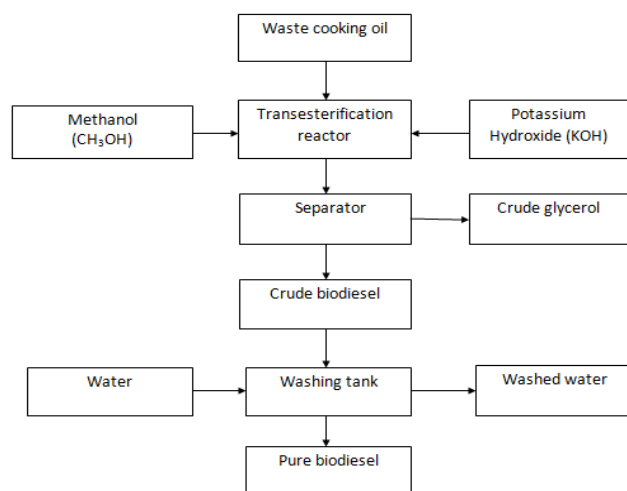 Waste cooking oil
Methanol
(CH₃OH)
Transesterification
reactor
Potassium
Hydroxide (KOH)
Separator
Crude glycerol
Crude biodiesel
Water
Washing tank
Washed water
Pure biodiesel